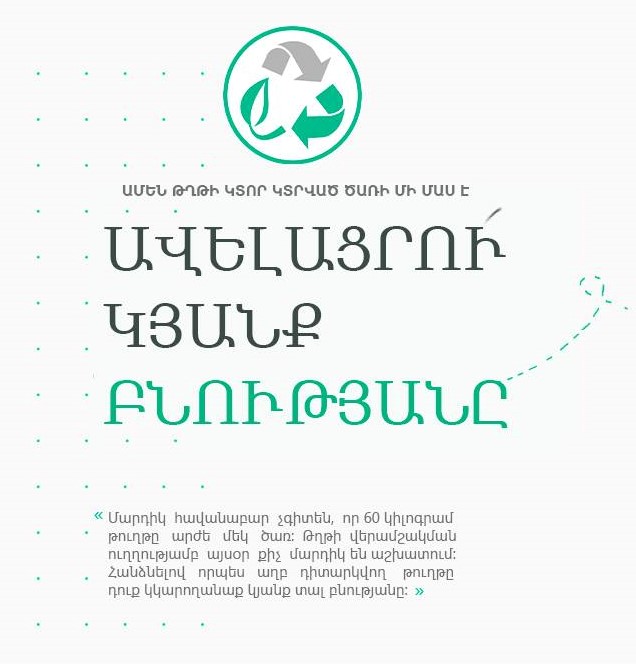 ԱՄԵՆ ԹՂԹԻ ԿՏՈՐ ԿՏՐՎԱԾ ԾԱՌԻ ՄԻ ՄԱՍ Է
ԱՎԵԼԱՑՐՈՒ՛
ԿՅԱՆՔ
ԲՆՈՒԹՅԱՆԸ
« Մարդիկ հավանաբար չգիտեն, որ 60 կիլոգրամ
թուղթը արժե մեկ ծառ։ Թղթի վերամշակման
ուղղությամբ այսօր քիչ մարդիկ են աշխատում։
Հանձնելով որպես աղբ դիտարկվող թուղթը
դուք կկարողանաք կյանք տալ բնությանը։ »